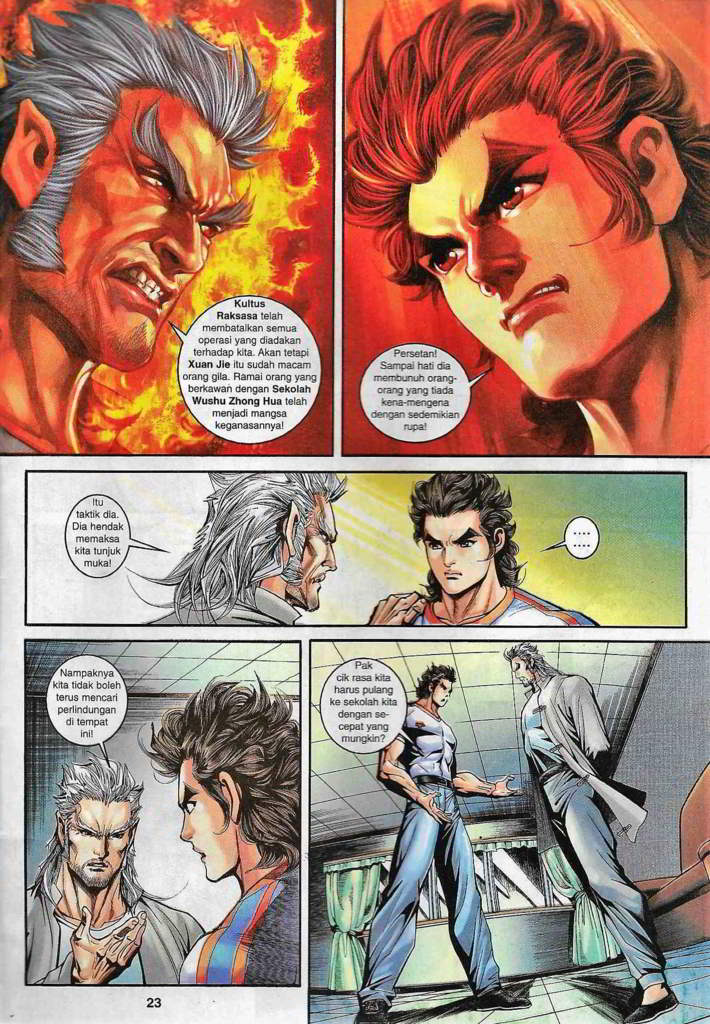 Kultus
Raksasa telah
membatalkan semua
operasi yang diadakan
terhadap kita. Akan tetapi
Xuan Jie itu sudah macam
orang gila. Ramai orang yang
berkawan dengan Sekolah
Wushu Zhong Hua telah
menjadi mangsa
keganasannya!
Persetan!
Sampai hati dia
membunuh orang-
orang yang tiada
kena-mengena
dengan sedemikian
rupa!
Itu
taktik dia.
Dia hendak
memaksa
kita tunjuk
muka!
....
....
Nampaknya
kita tidak boleh
terus mencari
perlindungan
di tempat
ini!
Pak
cik rasa kita
harus pulang
ke sekolah kita
dengan se-
cepat yang
mungkin?
23